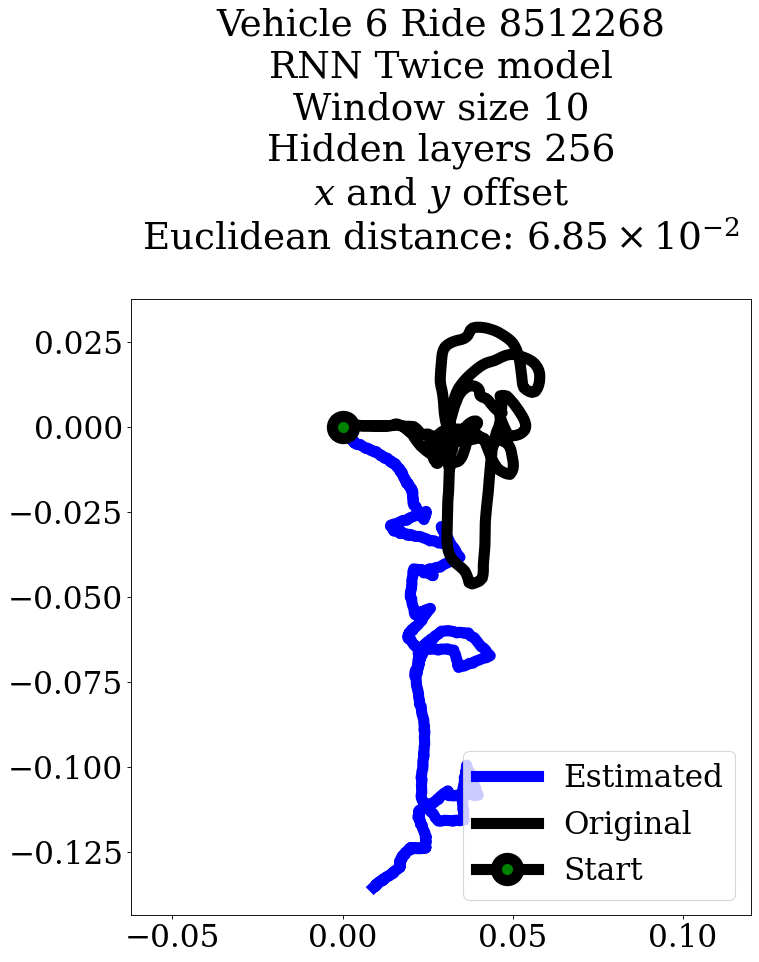 Vehicle 6 Ride 8512268
RNN Twice model
Window size 10
Hidden layers 256
x and y offset
Euclidean distance: 6.85 × 10⁻²
0.025
0.000
−0.025
−0.050
−0.075
−0.100
−0.125
Estimated
Original
Start
−0.05 0.00 0.05 0.10